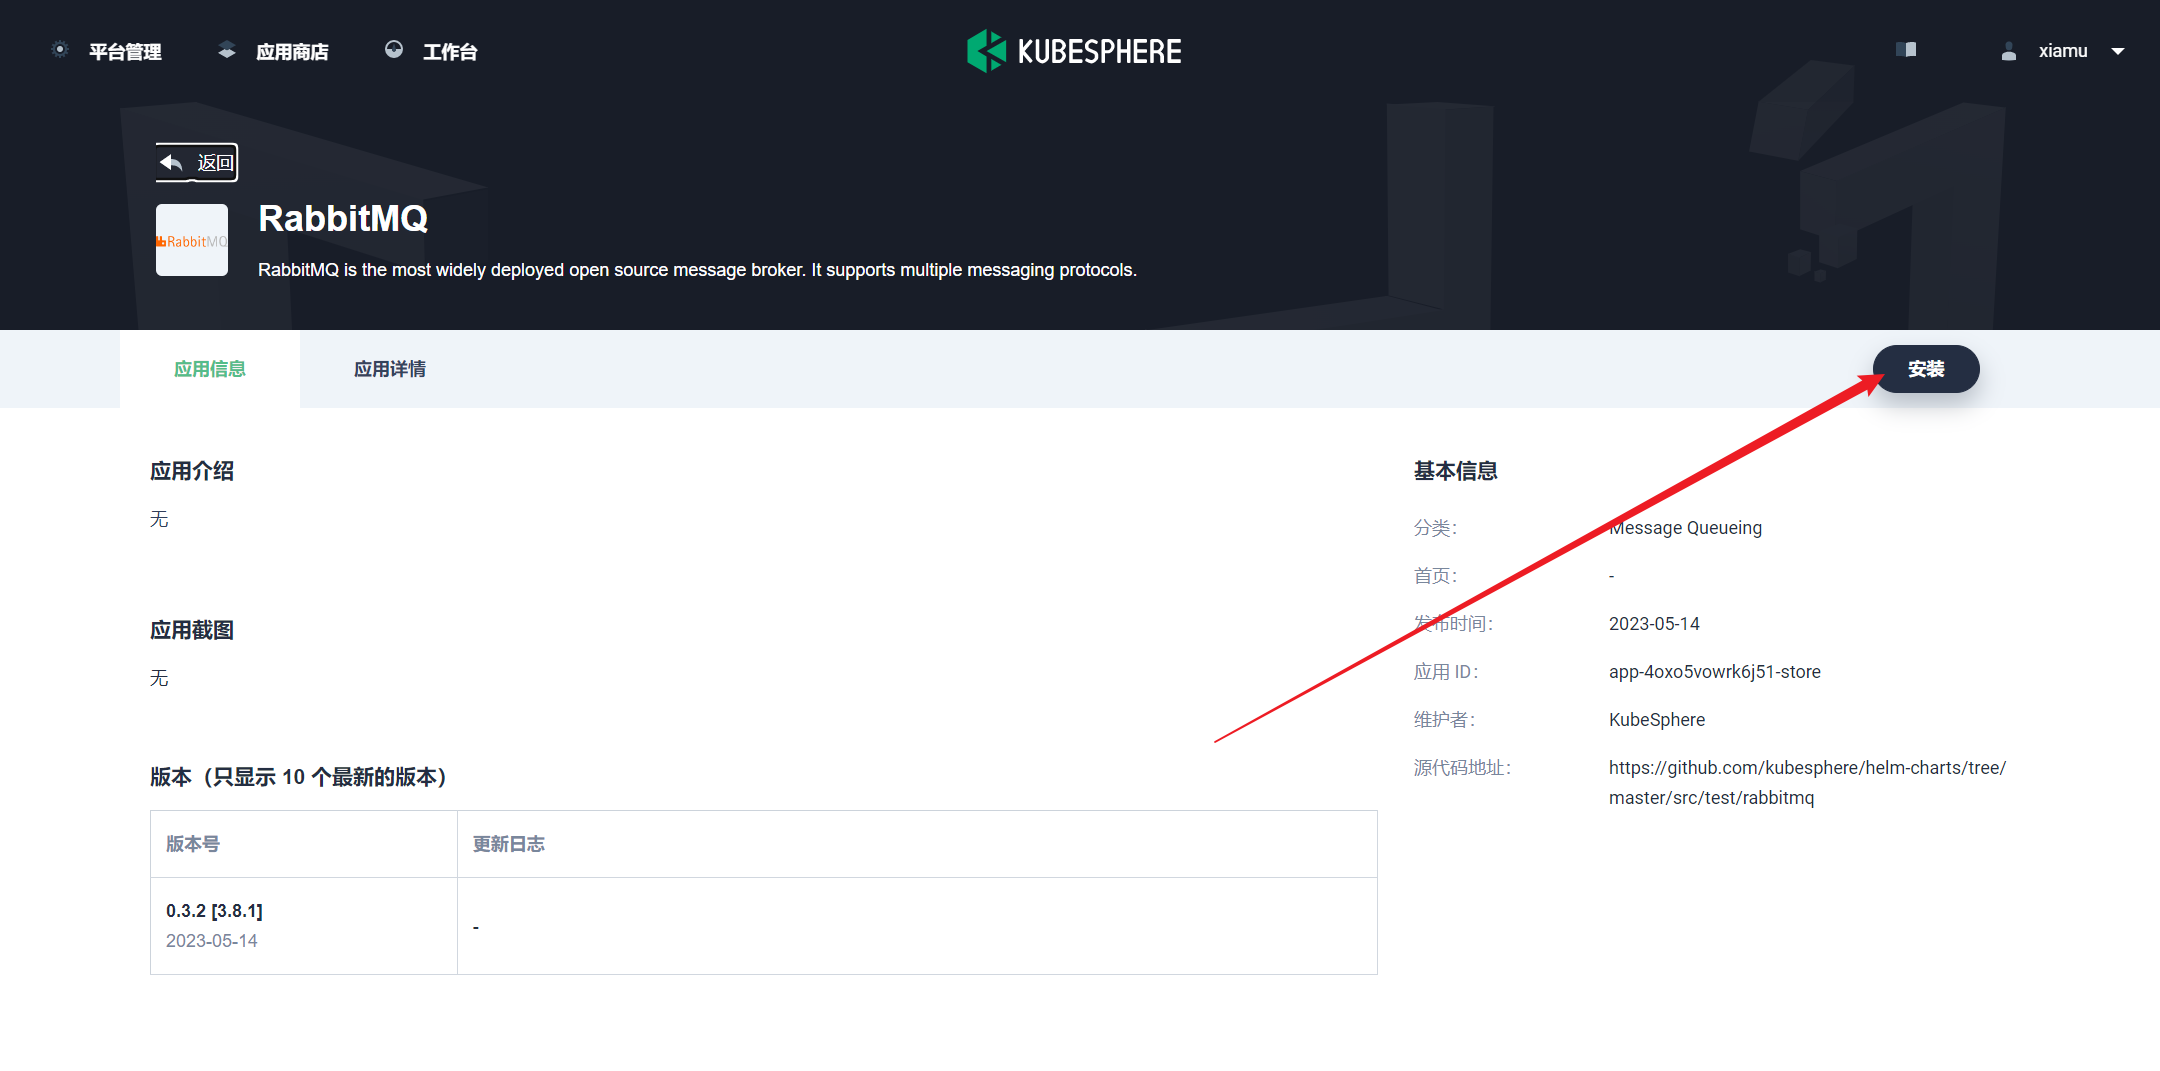 平台管理
应用商店
工作台
KUBESPHERE
xiamu
返回
RabbitMQ
RabbitMQ
RabbitMQ is the most widely deployed open source message broker. It supports multiple messaging protocols.
应用信息
应用详情
安装
应用介绍
无
应用截图
无
版本（只显示 10 个最新的版本）
版本号
更新日志
0.3.2 [3.8.1]
2023-05-14
-
基本信息
分类：
Message Queueing
首页：
-
发布时间：
2023-05-14
应用 ID：
app-4oxo5vowrk6j51-store
维护者：
KubeSphere
源代码地址：
https://github.com/kubesphere/helm-charts/tree/
master/src/test/rabbitmq